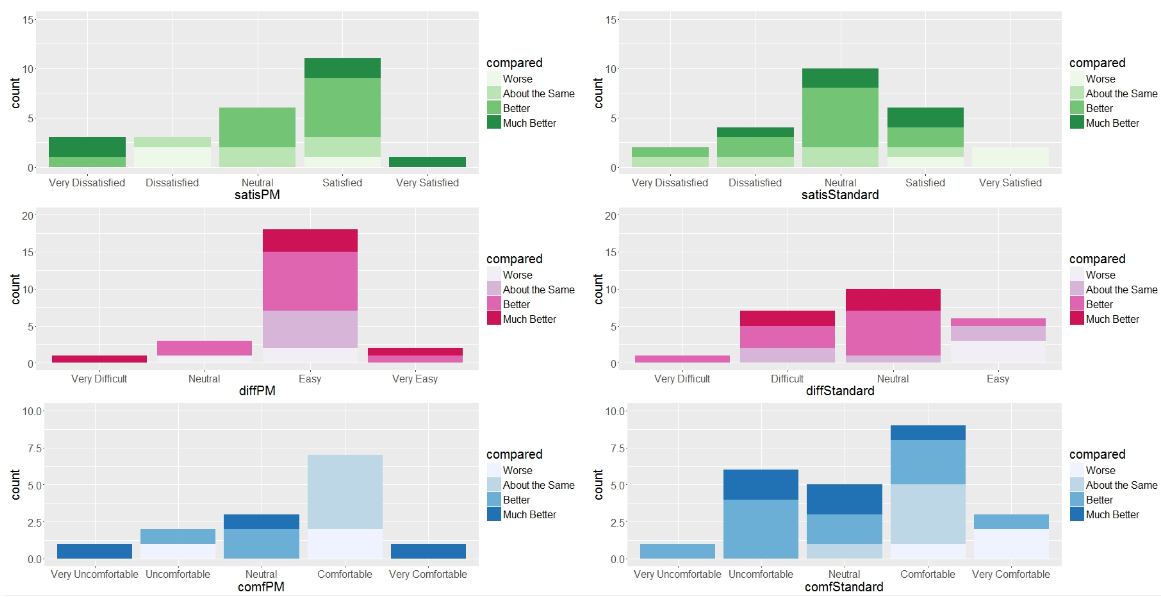 15
10
5
0
count
Very Dissatisfied Dissatisfied Neutral Satisfied Very Satisfied
satisPM
compared
Worse
About the Same
Better
Much Better
15
10
5
0
count
Very Dissatisfied Dissatisfied Neutral Satisfied Very Satisfied
satisStandard
compared
Worse
About the Same
Better
Much Better
20
15
10
5
0
count
Very Difficult Neutral Easy Very Easy
diffPM
compared
Worse
About the Same
Better
Much Better
20
15
10
5
0
count
Very Difficult Difficult Neutral Easy
diffStandard
compared
Worse
About the Same
Better
Much Better
10.0
7.5
5.0
2.5
0.0
count
Very Uncomfortable Uncomfortable Neutral Comfortable Very Comfortable
comfPM
compared
Worse
About the Same
Better
Much Better
10.0
7.5
5.0
2.5
0.0
count
Very Uncomfortable Uncomfortable Neutral Comfortable Very Comfortable
comfStandard
compared
Worse
About the Same
Better
Much Better